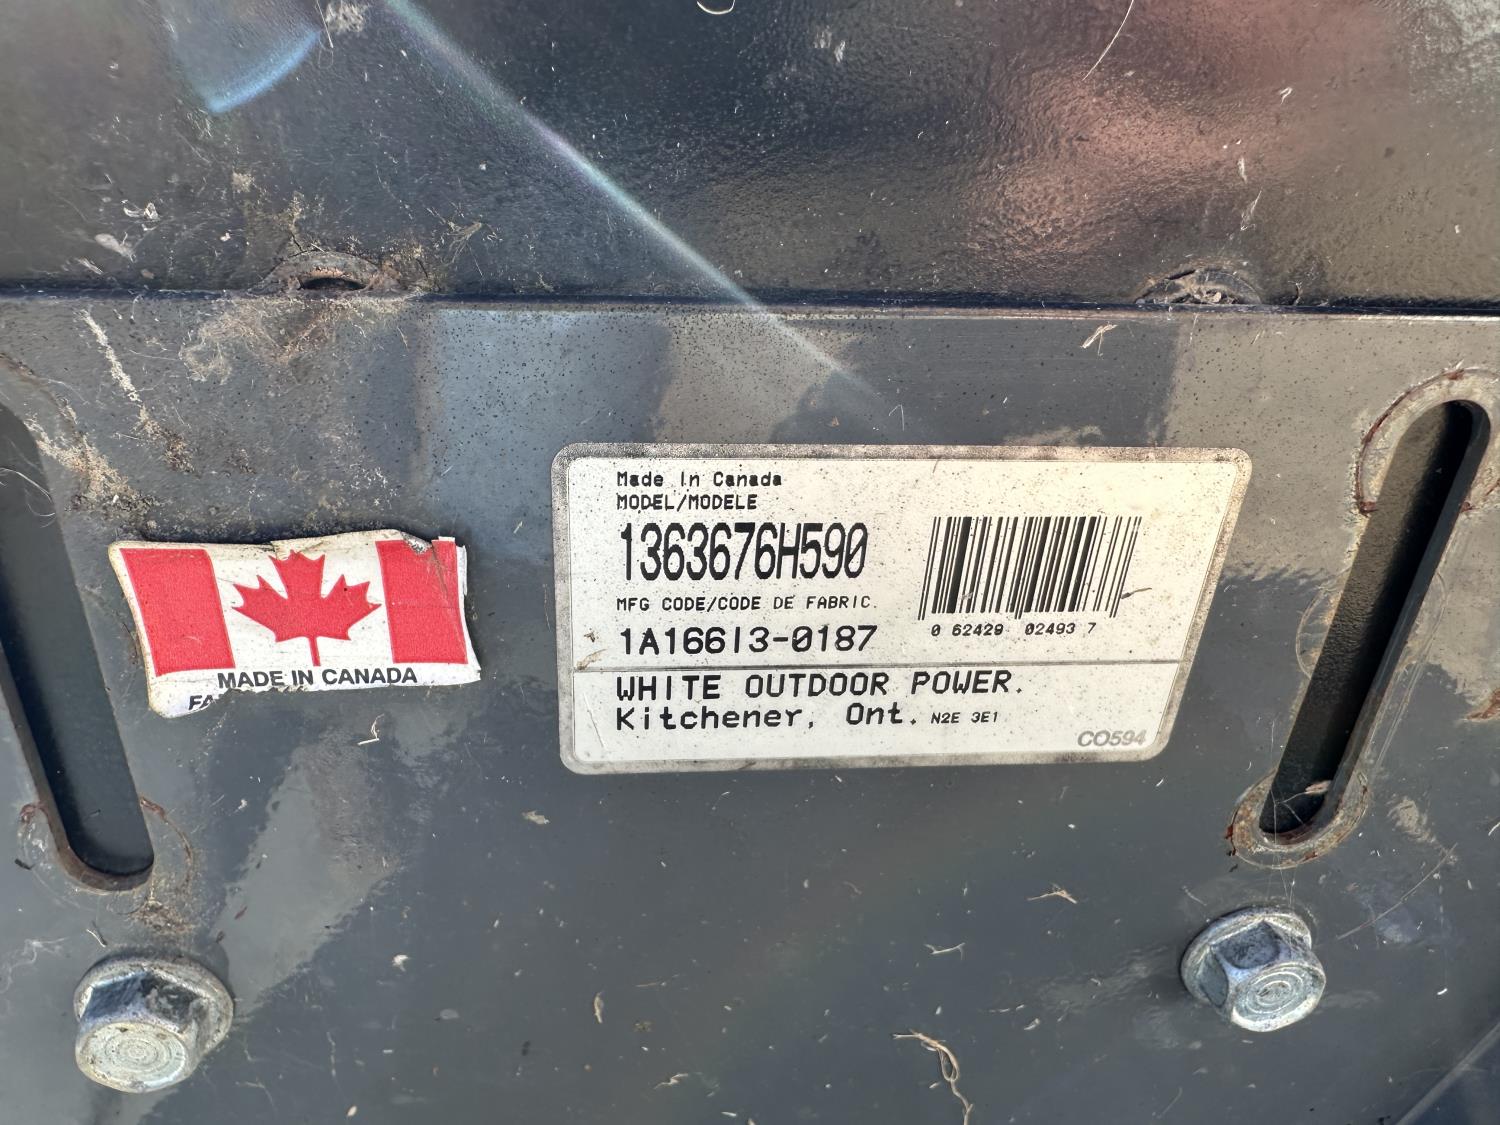 Made In Canada
MODEL/MODELE
1363676H590
MFG CODE/CODE DE FABRIC.
1A166I3-0187
0 62429 02493 7
WHITE OUTDOOR POWER.
Kitchener, Ont. N2E 3E1
CO594
MADE IN CANADA